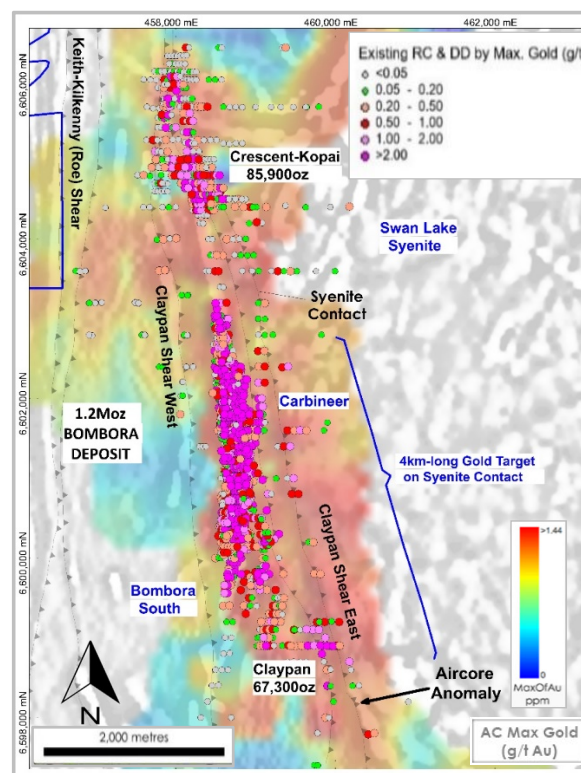 458,000 mE
460,000 mE
462,000 mE
Existing RC & DD by Max. Gold (g/t
<0.05
0.05 - 0.20
0.20 - 0.50
0.50 - 1.00
1.00 - 2.00
>2.00
6,606,000 mN
Keith-Kilkenny (Roe) Shear
Crescent-Kopai
85,900oz
Swan Lake
Syenite
6,604,000 mN
Syenite
Contact
Claypan Shear West
1.2Moz
BOMBORA
DEPOSIT
6,602,000 mN
Carbineer
4km-long Gold Target
on Syenite Contact
Claypan Shear East
6,600,000 mN
Bombora
South
>1.44
0
MaxOfAu
ppm
Claypan
67,300oz
Aircore
Anomaly
N
6,598,000 mN
2,000 metres
AC Max Gold
(g/t Au)